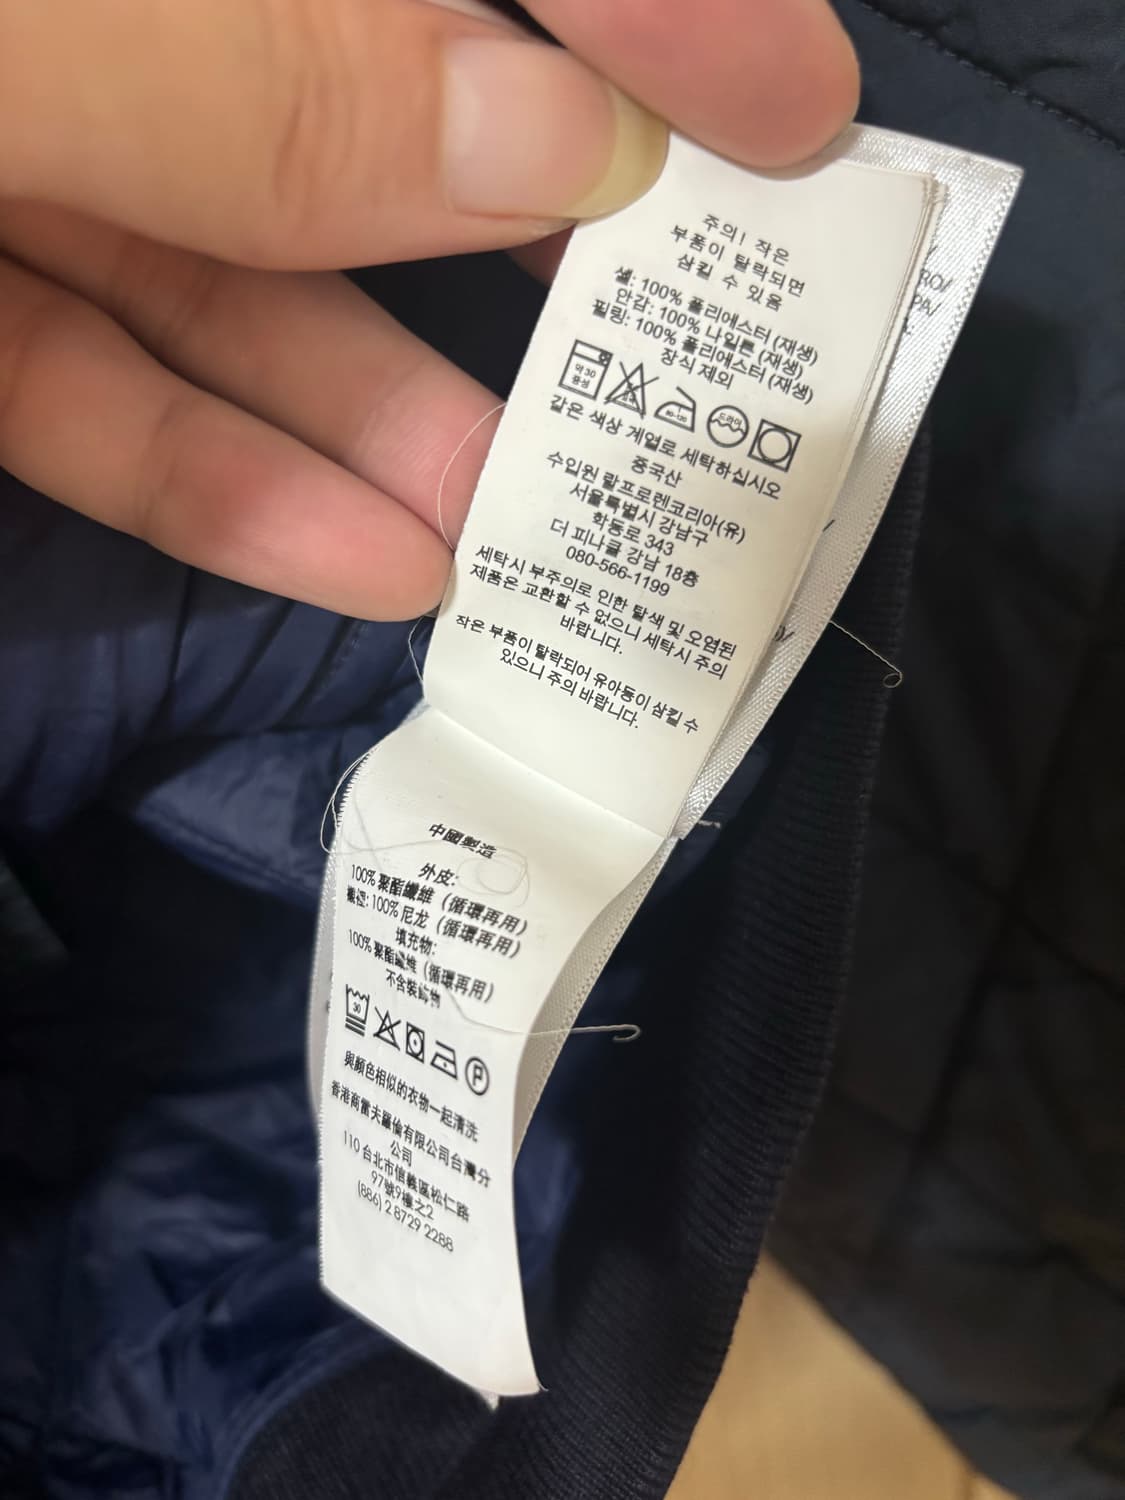 주의! 작은
부품이 탈락되면
삼킬 수 있음
셸: 100% 폴리에스터 (재생)
안감: 100% 나일론 (재생)
필링: 100% 폴리에스터 (재생)
장식 제외
약 30
중성
드라이
80-120
같은 색상 계열로 세탁하십시오
중국산
수입원 랄프로렌코리아(유)
서울특별시 강남구
학동로 343
더 피나클 강남 18층
080-566-1199
세탁시 부주의로 인한 탈색 및 오염된
제품은 교환할 수 없으니 세탁시 주의
바랍니다.
작은 부품이 탈락되어 유아동이 삼킬 수
있으니 주의 바랍니다.
RO/
PA/
中國製造
外皮:
100% 聚酯纖維 (循環再用)
襯裡: 100% 尼龙 (循環再用)
填充物:
100% 聚酯纖維 (循環再用)
不含裝飾物
30
P
與顏色相似的衣物一起清洗
香港商雷夫羅倫有限公司台灣分
公司
110 台北市信義區松仁路
97號9樓之2
(886) 2 8729 2288